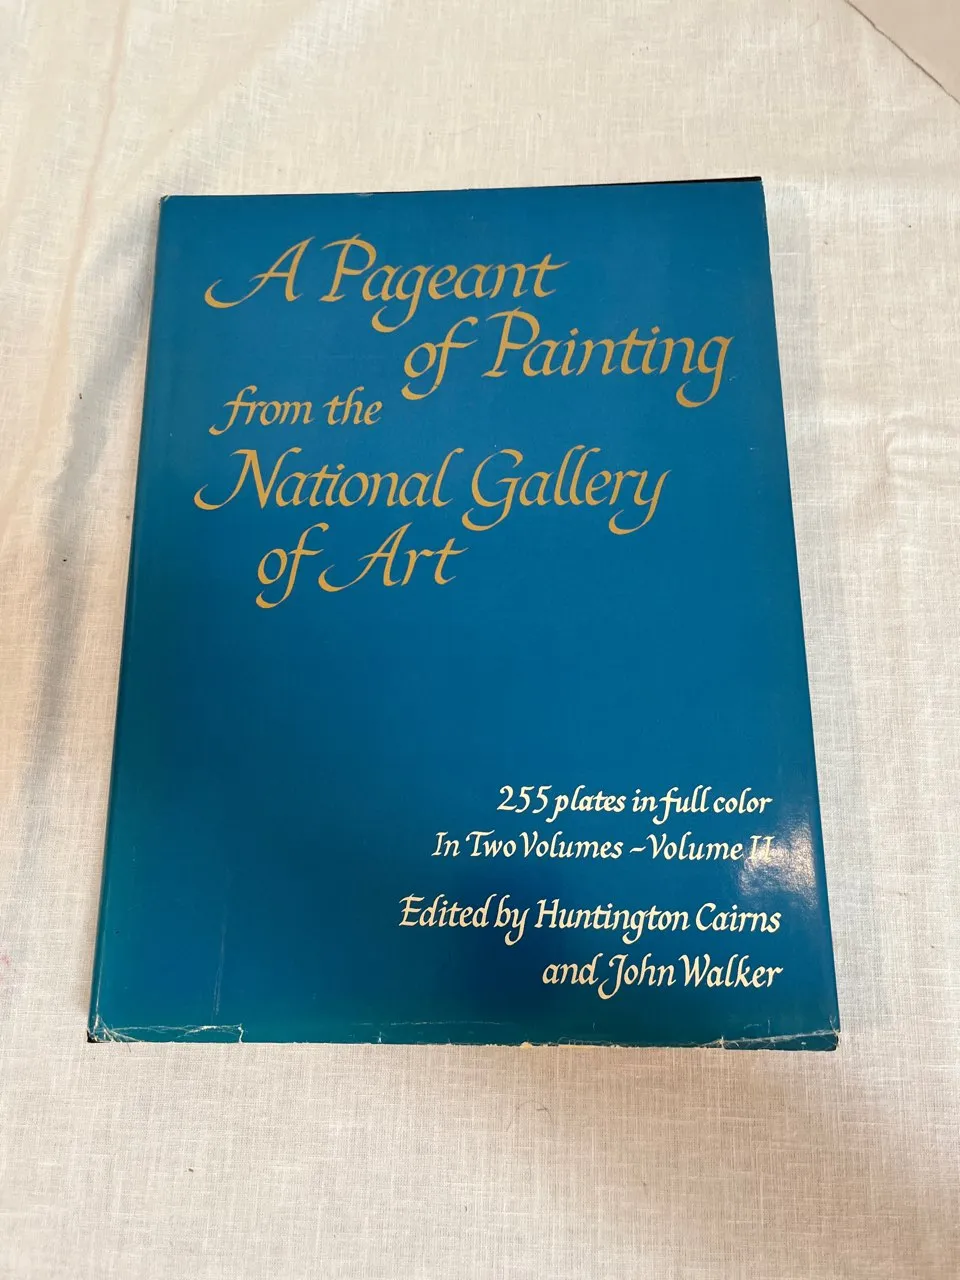 A Pageant
of Painting
from the
National Gallery
of Art
255 plates in full color
In Two Volumes ~ Volume II
Edited by Huntington Cairns
and John Walker